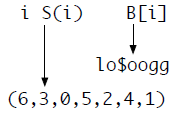 i S(i) B[i]
lo$oogg
(6,3,0,5,2,4,1)